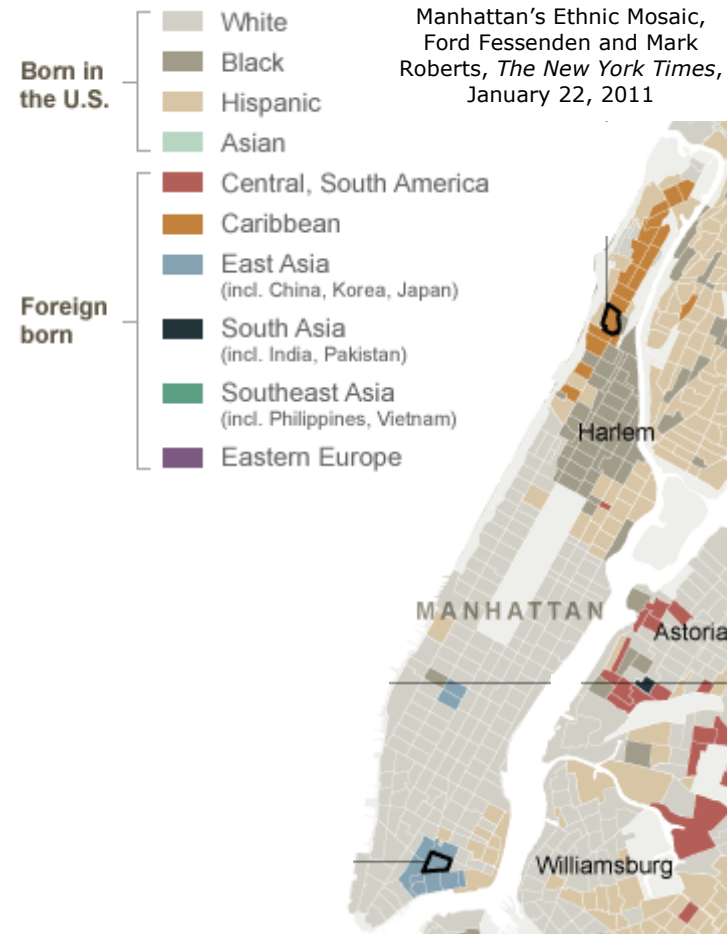 Manhattan's Ethnic Mosaic,
Ford Fessenden and Mark
Roberts, The New York Times,
January 22, 2011
Born in
the U.S.
White
Black
Hispanic
Asian
Foreign
born
Central, South America
Caribbean
East Asia
(incl. China, Korea, Japan)
South Asia
(incl. India, Pakistan)
Southeast Asia
(incl. Philippines, Vietnam)
Eastern Europe
Harlem
MANHATTAN
Astoria
Williamsburg